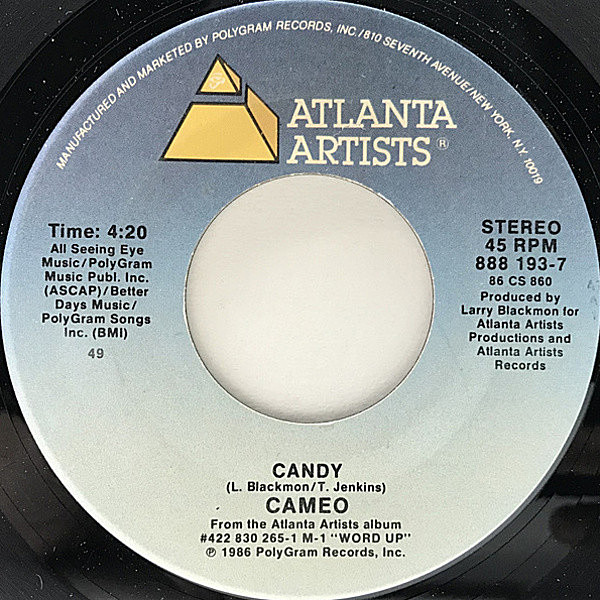 MANUFACTURED AND MARKETED BY POLYGRAM RECORDS, INC./810 SEVENTH AVENUE/NEW YORK, N.Y. 10019
ATLANTA
ARTISTS®
Time: 4:20
All Seeing Eye
Music/PolyGram
Music Publ. Inc.
(ASCAP)/Better
Days Music/
PolyGram Songs
Inc. (BMI)
49
STEREO
45 RPM
888 193-7
86 CS 860
Produced by
Larry Blackmon for
Atlanta Artists
Productions and
Atlanta Artists
Records
CANDY
(L. Blackmon/T. Jenkins)
CAMEO
From the Atlanta Artists album
#422 830 265-1 M-1 "WORD UP"
℗ 1986 PolyGram Records, Inc.